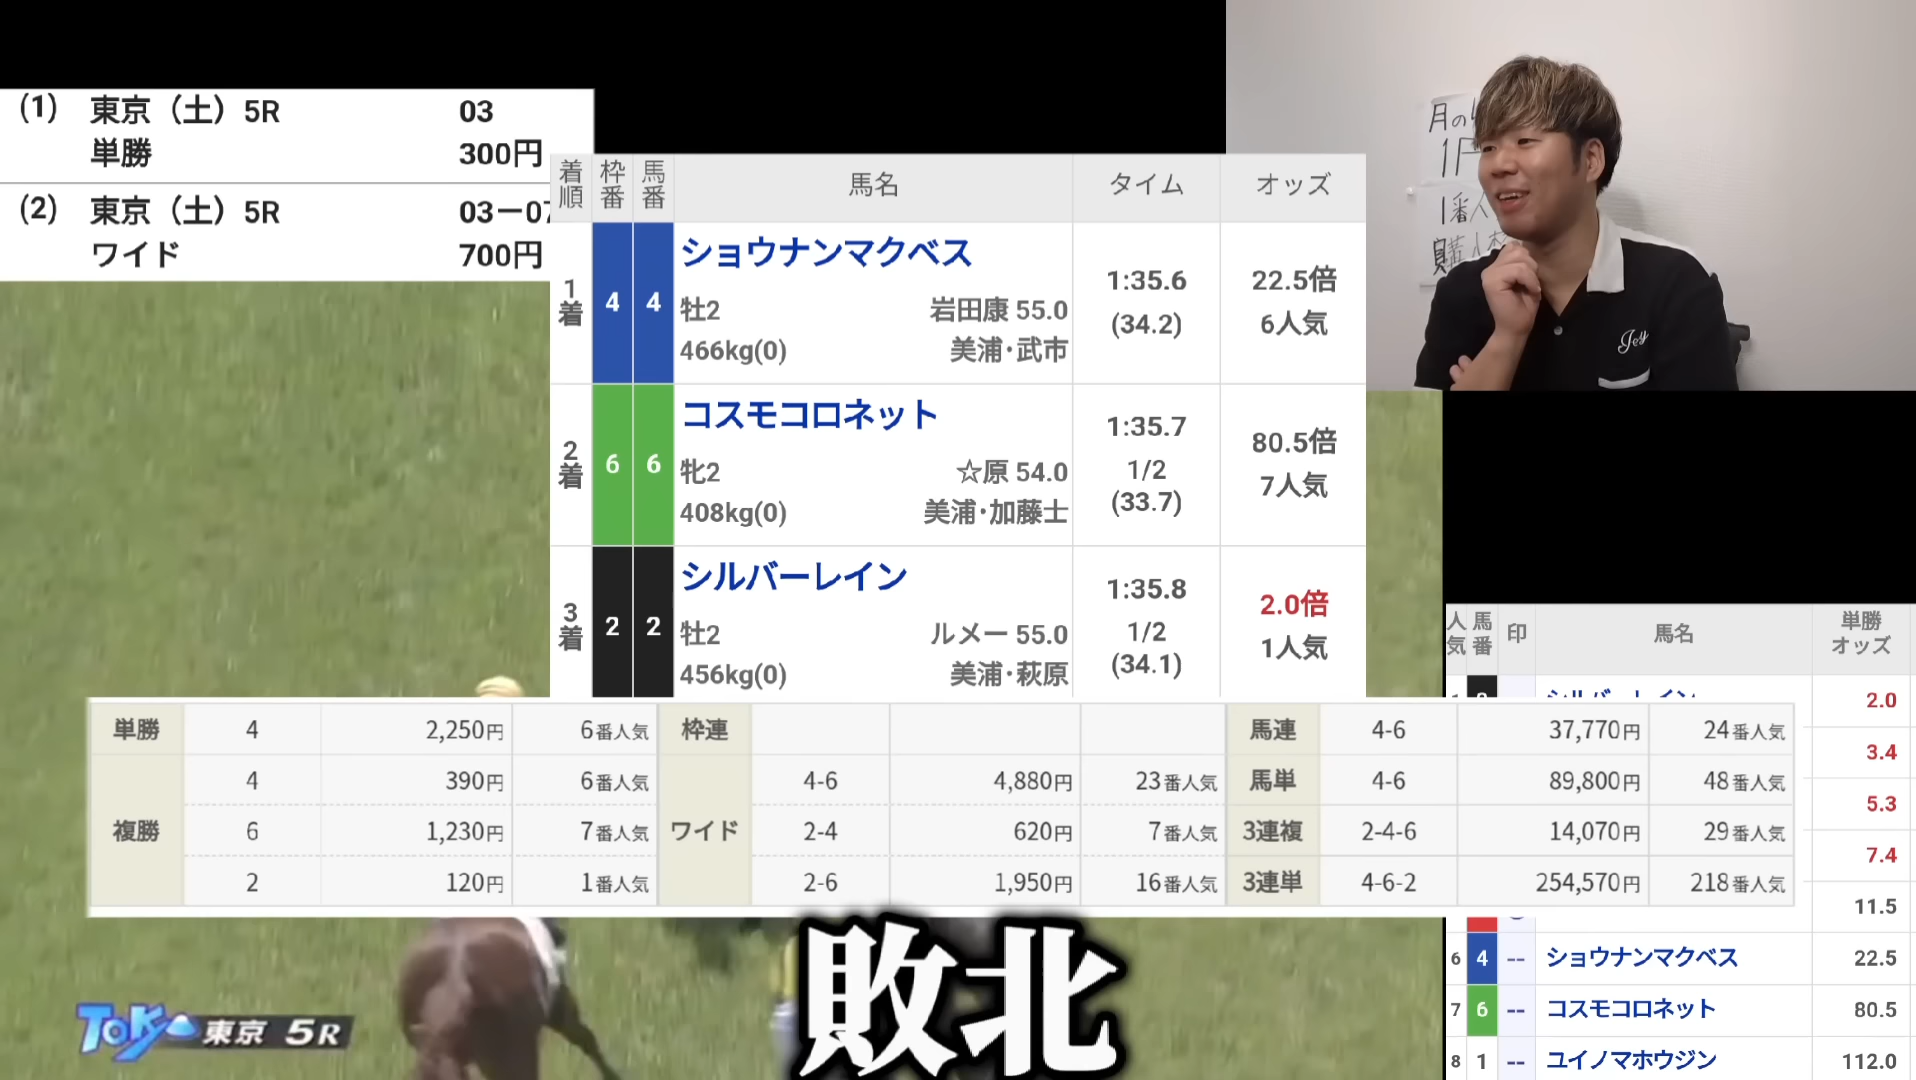 (1) 東京（土）5R 03
単勝 300円
(2) 東京（土）5R 03－07
ワイド 700円
月の
1番人
購入
着順 枠番 馬番 馬名 タイム オッズ
1着 4 4 ショウナンマクベス 1:35.6 22.5倍
牡2 岩田康 55.0 (34.2) 6人気
466kg(0) 美浦・武市
2着 6 6 コスモコロネット 1:35.7 80.5倍
牝2 ☆原 54.0 1/2 7人気
408kg(0) 美浦・加藤士 (33.7)
3着 2 2 シルバーレイン 1:35.8 2.0倍
牡2 ルメー 55.0 1/2 1人気
456kg(0) 美浦・萩原 (34.1)
人気 馬番 印 馬名 単勝オッズ
シルバーレイン 2.0
3.4
5.3
7.4
11.5
6 4 -- ショウナンマクベス 22.5
7 6 -- コスモコロネット 80.5
8 1 -- ユイノマホウジン 112.0
単勝 4 2,250円 6番人気 枠連 馬連 4-6 37,770円 24番人気
複勝 4 390円 6番人気 ワイド 4-6 4,880円 23番人気 馬単 4-6 89,800円 48番人気
6 1,230円 7番人気 2-4 620円 7番人気 3連複 2-4-6 14,070円 29番人気
2 120円 1番人気 2-6 1,950円 16番人気 3連単 4-6-2 254,570円 218番人気
Jey
東京 5R
敗北